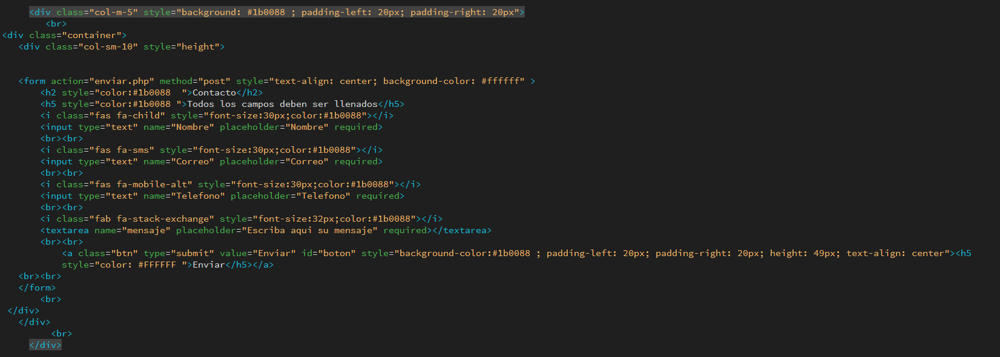 <div class="col-m-5" style="background: #1b0088 ; padding-left: 20px; padding-right: 20px">
<br>
<div class="container">
<div class="col-sm-10" style="height">
<form action="enviar.php" method="post" style="text-align: center; background-color: #ffffff" >
<h2 style="color:#1b0088  ">Contacto</h2>
<h5 style="color:#1b0088 ">Todos los campos deben ser llenados</h5>
<i class="fas fa-child" style="font-size:30px;color:#1b0088"></i>
<input type="text" name="Nombre" placeholder="Nombre" required>
<br><br>
<i class="fas fa-sms" style="font-size:30px;color:#1b0088"></i>
<input type="text" name="Correo" placeholder="Correo" required>
<br><br>
<i class="fas fa-mobile-alt" style="font-size:30px;color:#1b0088"></i>
<input type="text" name="Telefono" placeholder="Telefono" required>
<br><br>
<i class="fab fa-stack-exchange" style="font-size:32px;color:#1b0088"></i>
<textarea name="mensaje" placeholder="Escriba aqui su mensaje" required></textarea>
<br><br>
<a class="btn" type="submit" value="Enviar" id="boton" style="background-color:#1b0088 ; padding-left: 20px; padding-right: 20px; height: 49px; text-align: center"><h5
style="color: #FFFFFF ">Enviar</h5></a>
<br><br>
</form>
<br>
</div>
</div>
<br>
</div>